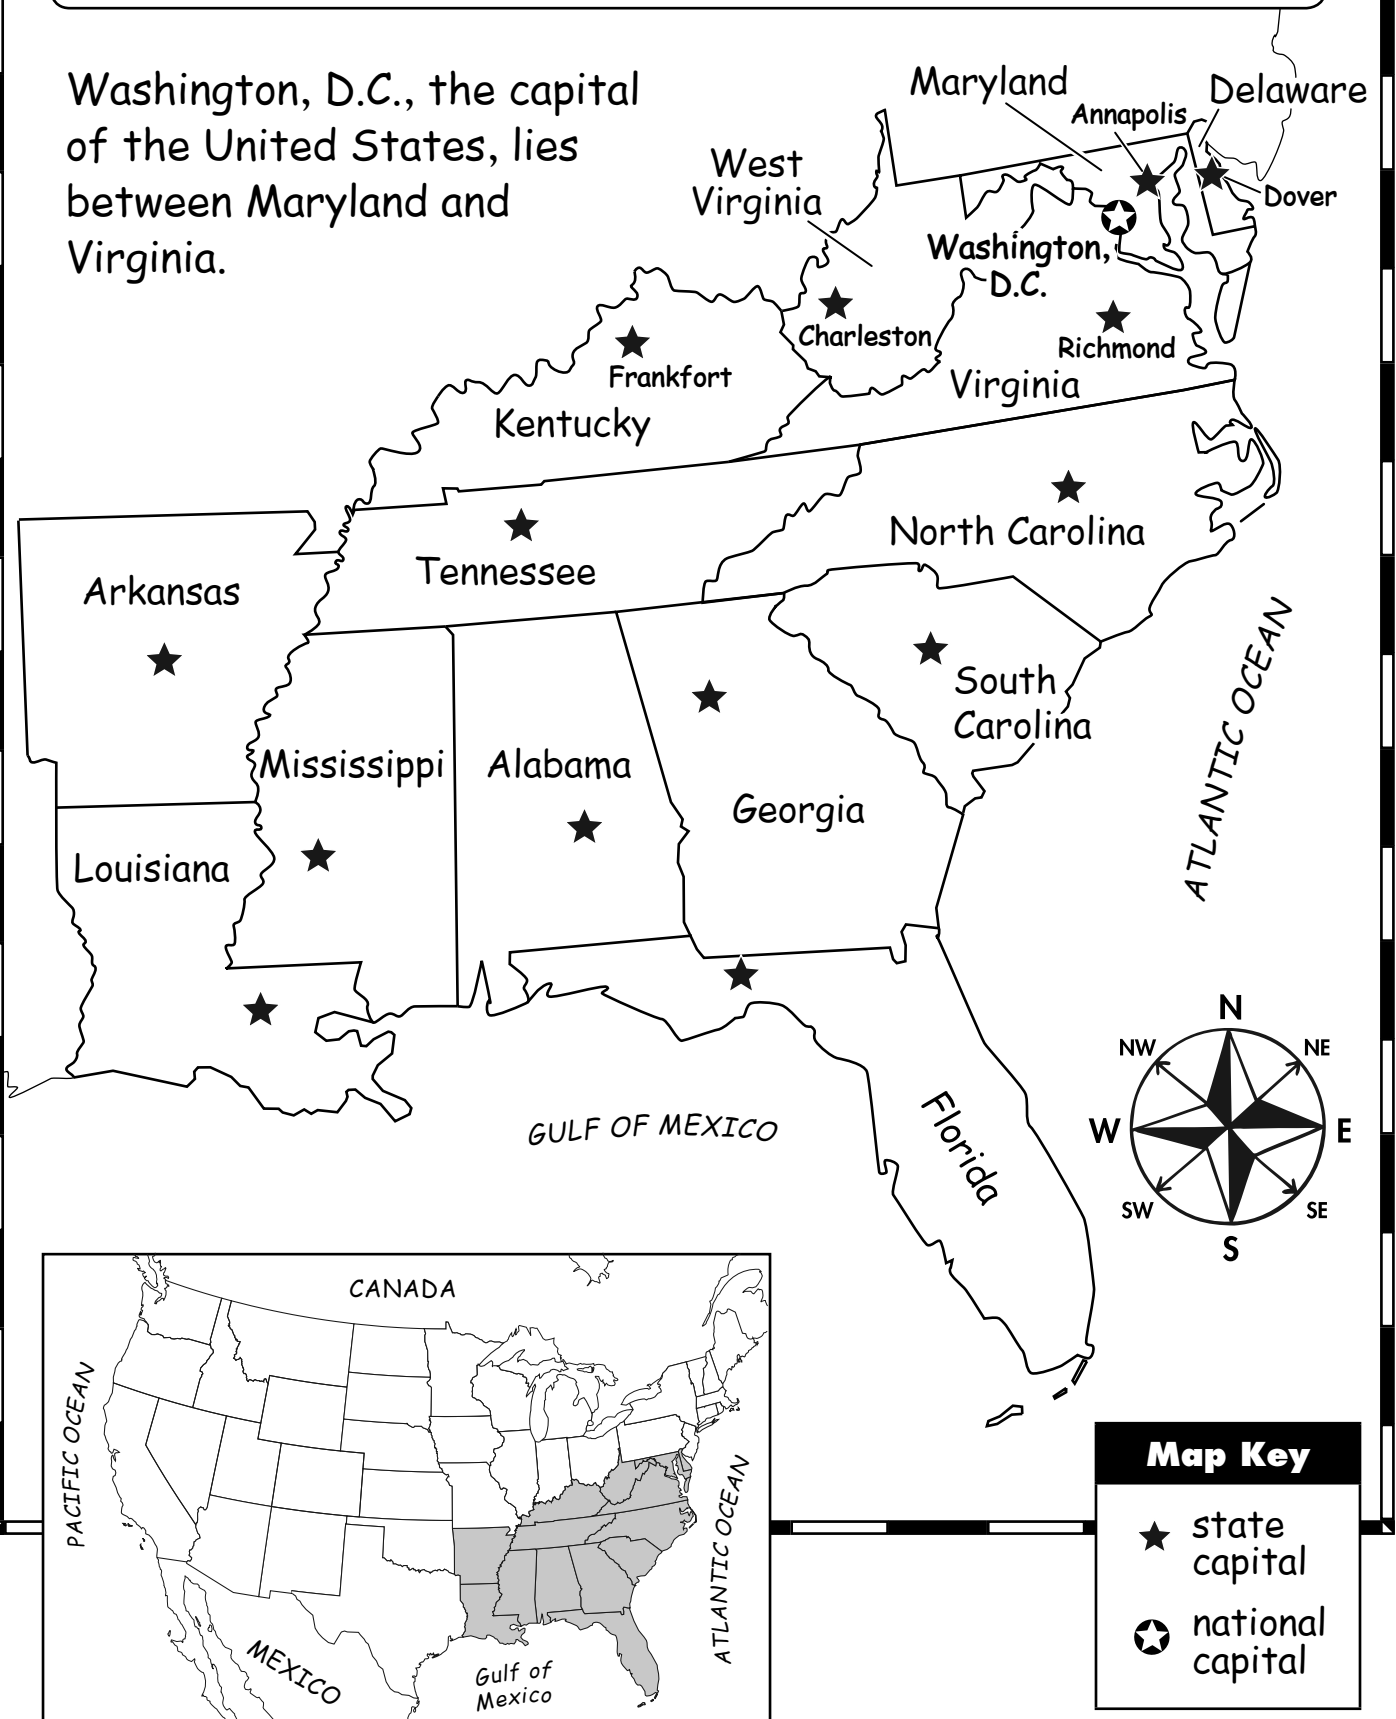 Washington, D.C., the capital
of the United States, lies
between Maryland and
Virginia.
Maryland
Delaware
Annapolis
West
Virginia
Dover
Washington,
D.C.
Charleston
Richmond
Frankfort
Virginia
Kentucky
North Carolina
Tennessee
Arkansas
South
Carolina
ATLANTIC OCEAN
Mississippi
Alabama
Georgia
Louisiana
GULF OF MEXICO
Florida
N
NW
NE
W
E
SW
SE
S
CANADA
PACIFIC OCEAN
ATLANTIC OCEAN
MEXICO
Gulf of
Mexico
Map Key
state
capital
national
capital